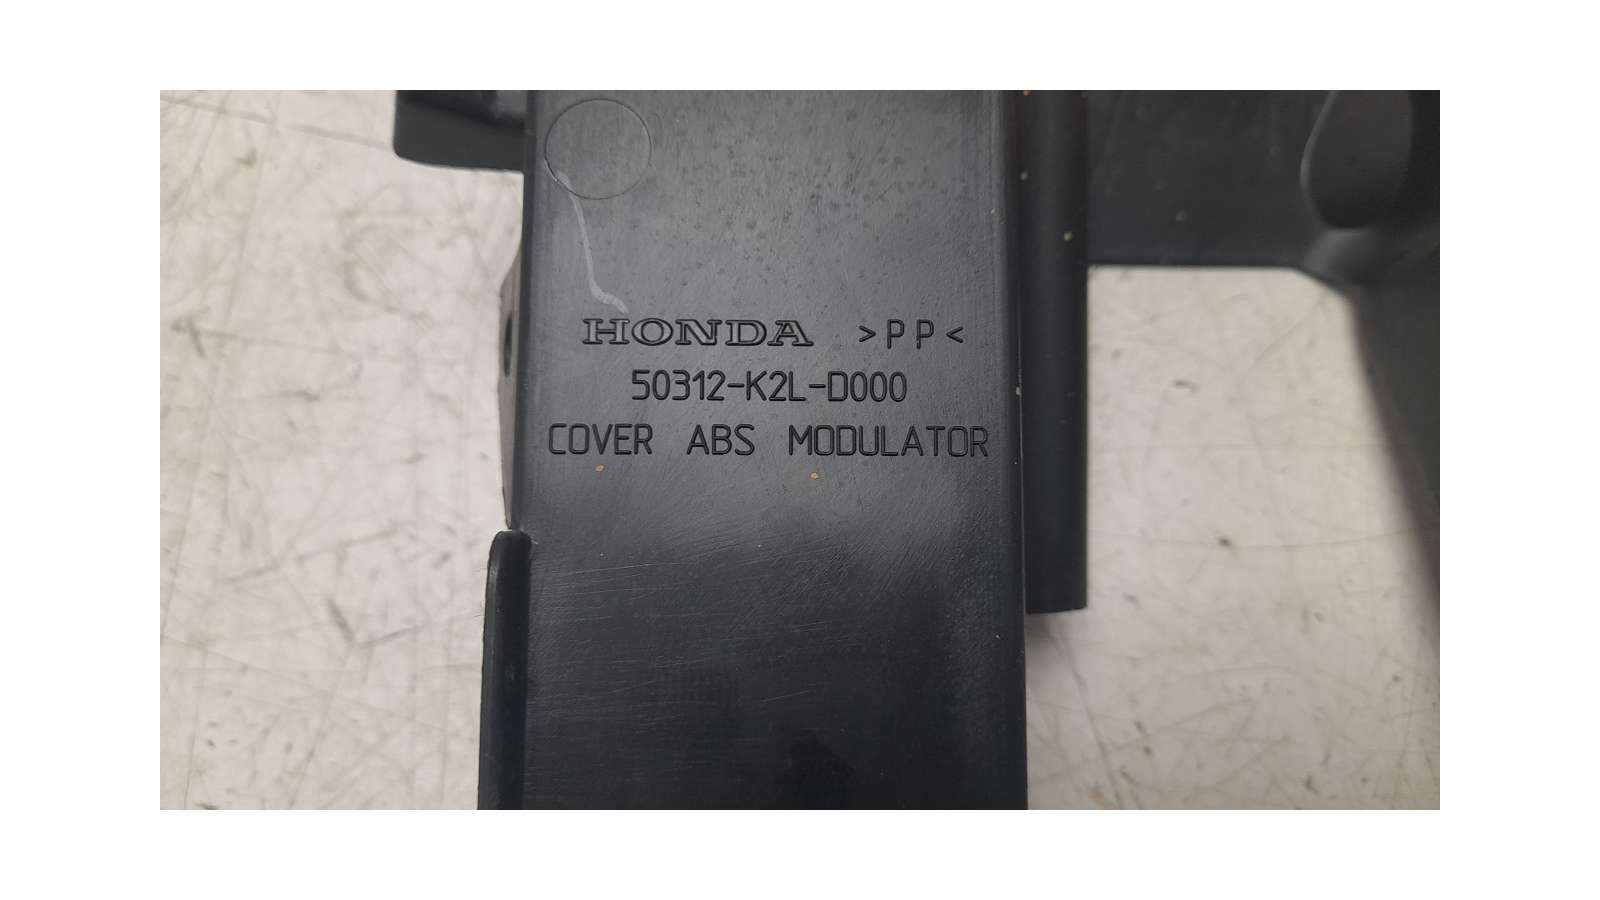 HONDA >PP<
50312-K2L-D000
COVER ABS MODULATOR